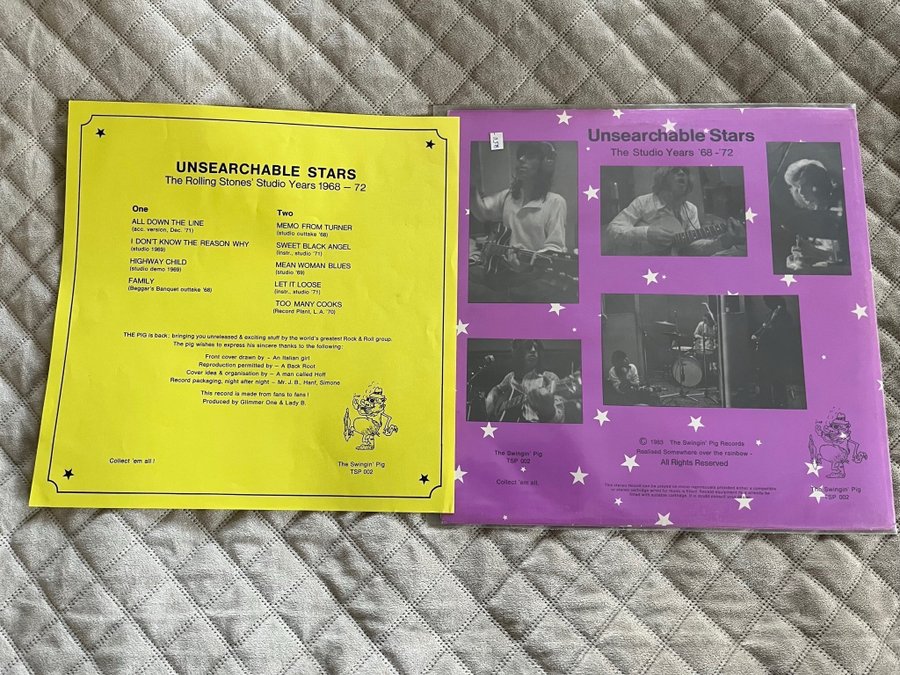 UNSEARCHABLE STARS
The Rolling Stones' Studio Years 1968 – 72
One
ALL DOWN THE LINE
(acc. version, Dec. '71)
I DON'T KNOW THE REASON WHY
(studio 1969)
HIGHWAY CHILD
(studio demo 1969)
FAMILY
(Beggar's Banquet outtake '68)
Two
MEMO FROM TURNER
(studio outtake '68)
SWEET BLACK ANGEL
(instr., studio '71)
MEAN WOMAN BLUES
(studio '69)
LET IT LOOSE
(instr., studio '71)
TOO MANY COOKS
(Record Plant, L.A. '70)
THE PIG is back: bringing you unreleased & exciting stuff by the world's greatest Rock & Roll group.
The pig wishes to express his sincere thanks to the following:
Front cover drawn by - An Italian girl
Reproduction permitted by – A Back Root
Cover idea & organisation by – A man called Hoff
Record packaging, night after night – Mr. J. B., Hanf, Simone
This record is made from fans to fans!
Produced by Glimmer One & Lady B.
Collect 'em all!
The Swingin' Pig
TSP 002
Unsearchable Stars
The Studio Years '68 -'72
© 1983 The Swingin' Pig Records
Realised Somewhere over the rainbow -
All Rights Reserved
The Swingin' Pig
TSP 002
Collect 'em all.
The Swingin' Pig
TSP 002